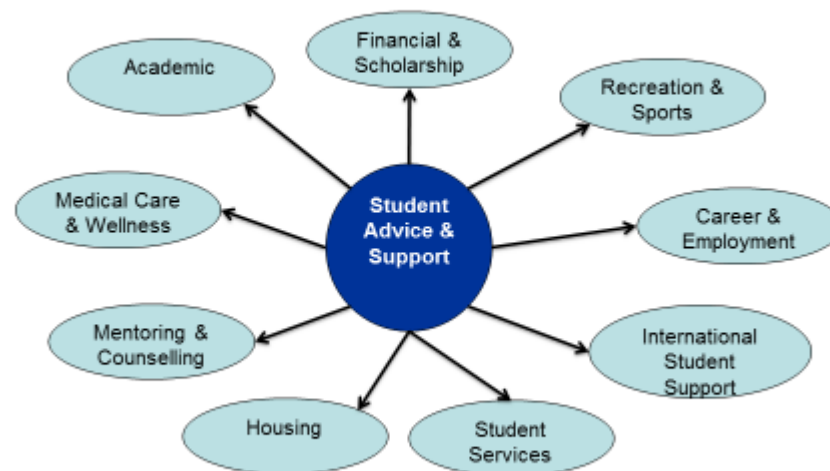 Financial &
Scholarship
Academic
Recreation &
Sports
Medical Care
& Wellness
Student
Advice &
Support
Career &
Employment
Mentoring &
Counselling
International
Student
Support
Housing
Student
Services